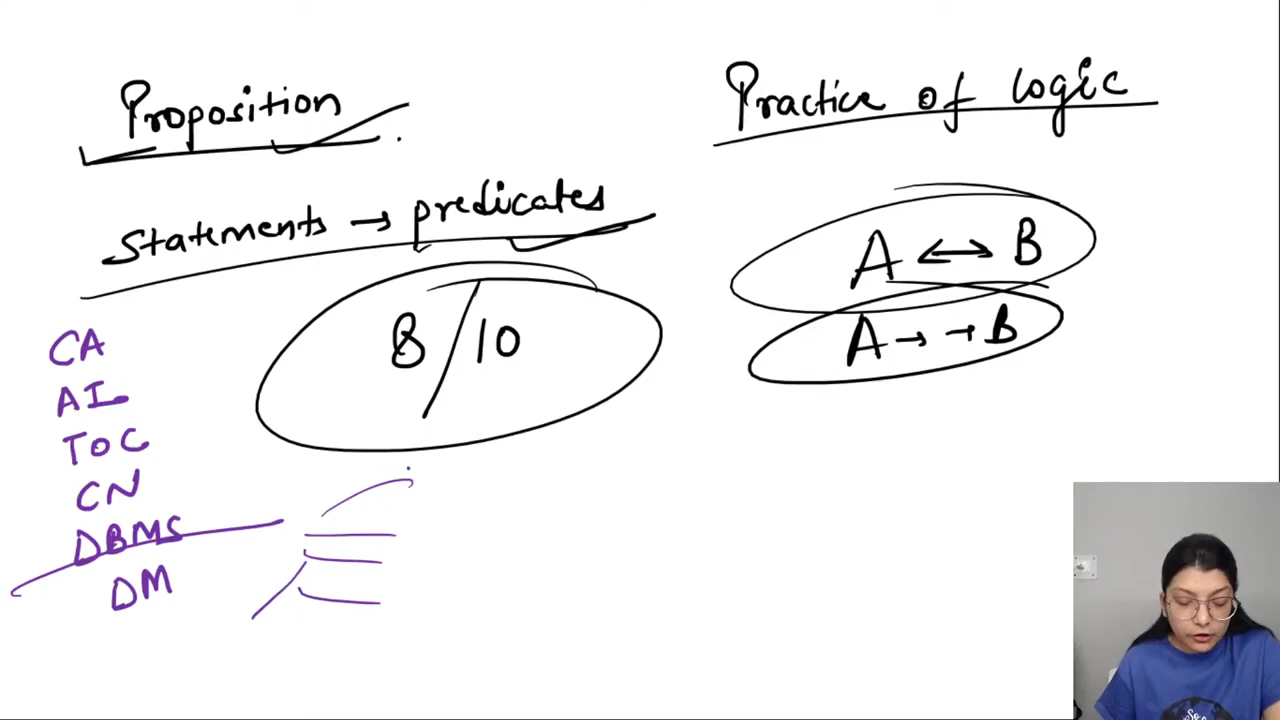 Proposition
Statements → predicates
8/10
CA
AI
TOC
CN
DBMS
DM
Practice of logic
A ↔ B
A → → B